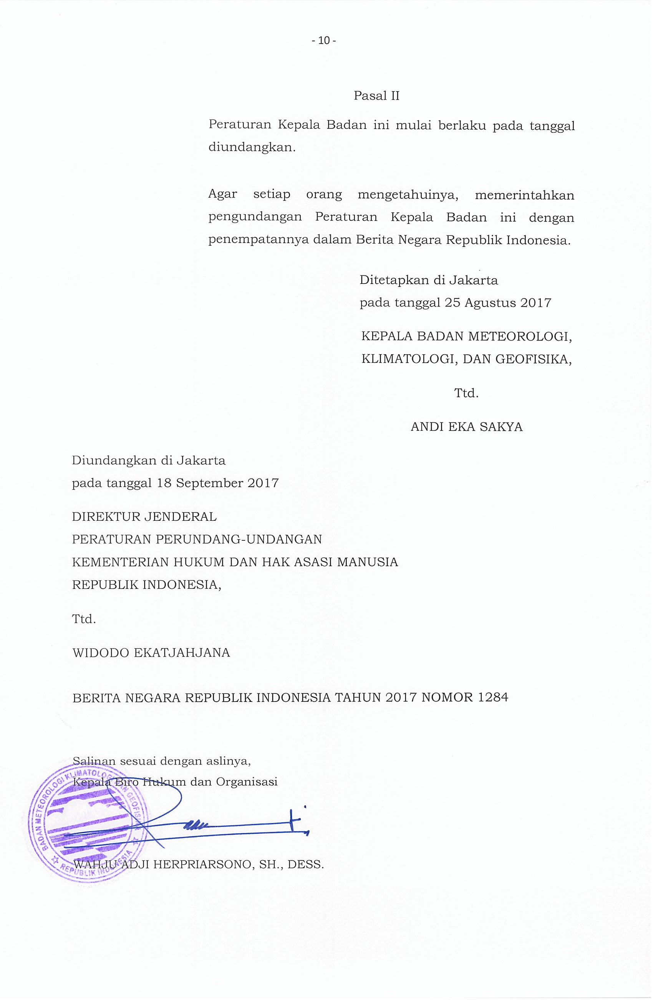 - 10 -
Pasal II
Peraturan Kepala Badan ini mulai berlaku pada tanggal
diundangkan.
Agar setiap orang mengetahuinya, memerintahkan
pengundangan Peraturan Kepala Badan ini dengan
penempatannya dalam Berita Negara Republik Indonesia.
Ditetapkan di Jakarta
pada tanggal 25 Agustus 2017
KEPALA BADAN METEOROLOGI,
KLIMATOLOGI, DAN GEOFISIKA,
Ttd.
ANDI EKA SAKYA
Diundangkan di Jakarta
pada tanggal 18 September 2017
DIREKTUR JENDERAL
PERATURAN PERUNDANG-UNDANGAN
KEMENTERIAN HUKUM DAN HAK ASASI MANUSIA
REPUBLIK INDONESIA,
Ttd.
WIDODO EKATJAHJANA
BERITA NEGARA REPUBLIK INDONESIA TAHUN 2017 NOMOR 1284
Salinan sesuai dengan aslinya,
Kepala Biro Hukum dan Organisasi
BADAN METEOROLOGI KLIMATOLOGI DAN GEOFISIKA
REPUBLIK INDONESIA
WAHJU ADJI HERPRIARSONO, SH., DESS.